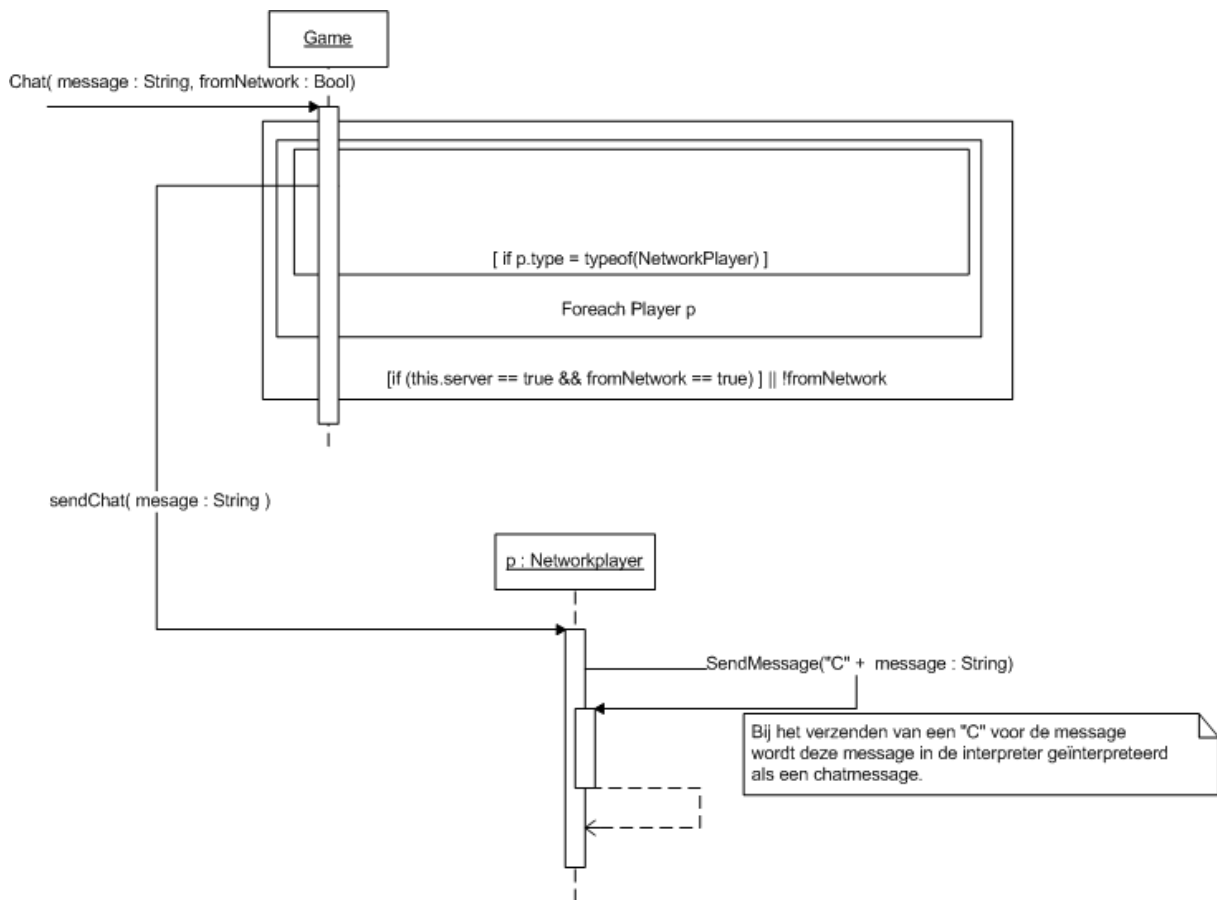 Game
Chat( message : String, fromNetwork : Bool)
[ if p.type = typeof(NetworkPlayer) ]
Foreach Player p
[if (this.server == true && fromNetwork == true) ] || !fromNetwork
sendChat( mesage : String )
p : Networkplayer
SendMessage("C" + message : String)
Bij het verzenden van een "C" voor de message
wordt deze message in de interpreter geïnterpreteerd
als een chatmessage.